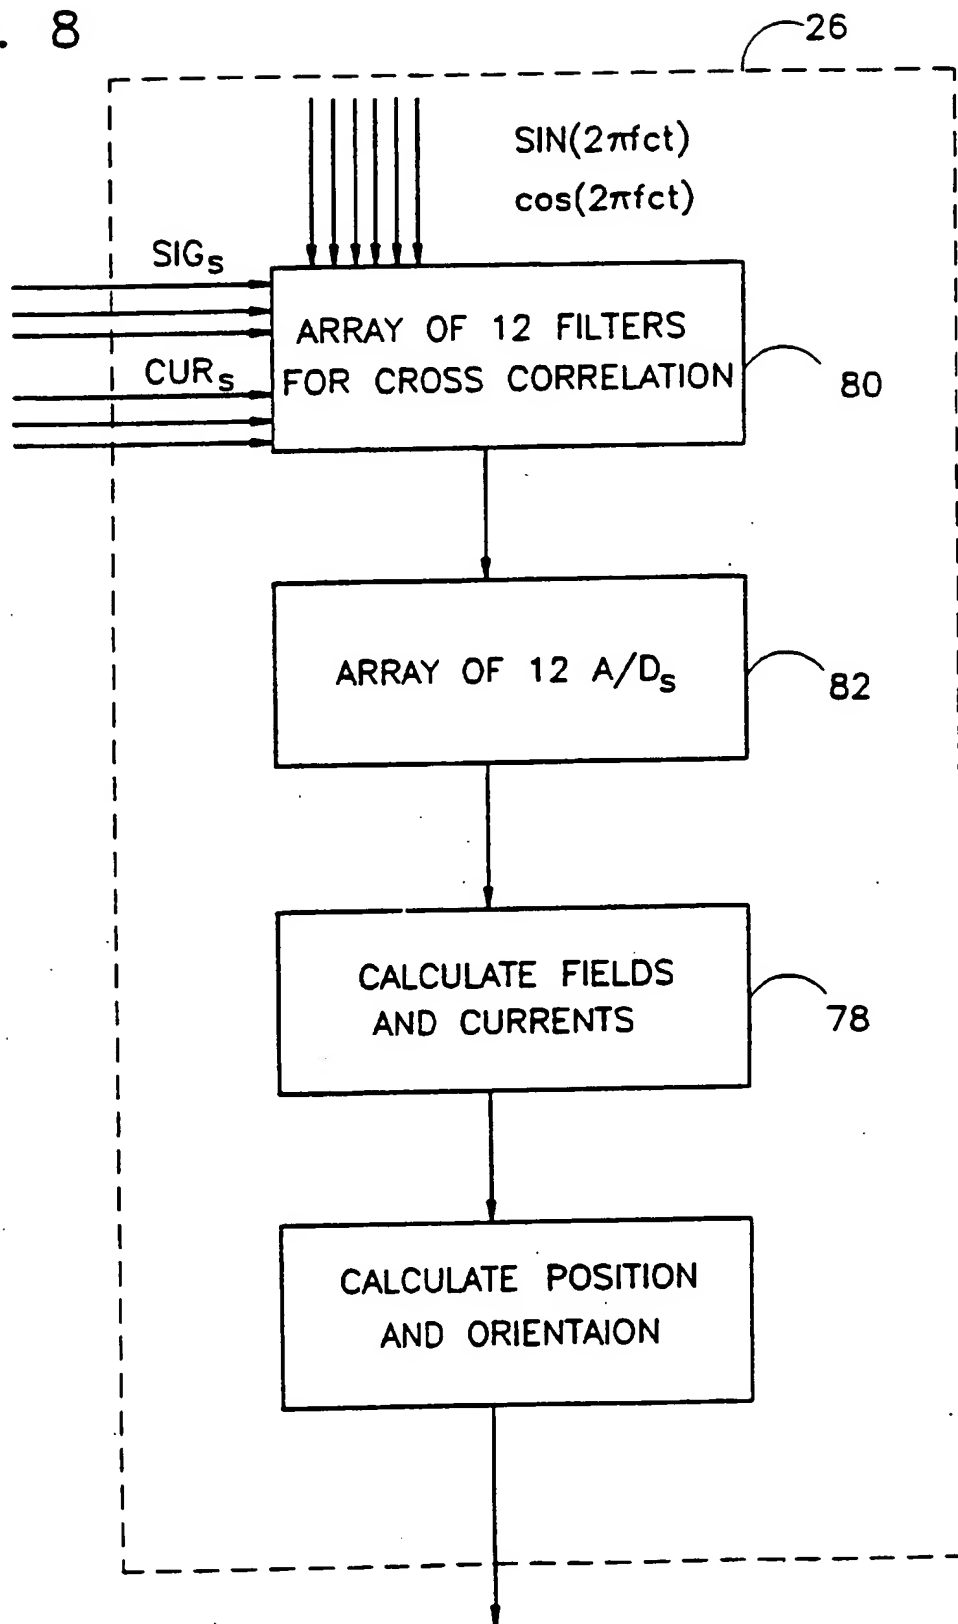 . 8
26
SIN(2πfct)
cos(2πfct)
SIGs
ARRAY OF 12 FILTERS
FOR CROSS CORRELATION
CURs
80
ARRAY OF 12 A/Ds
82
CALCULATE FIELDS
AND CURRENTS
78
CALCULATE POSITION
AND ORIENTAION